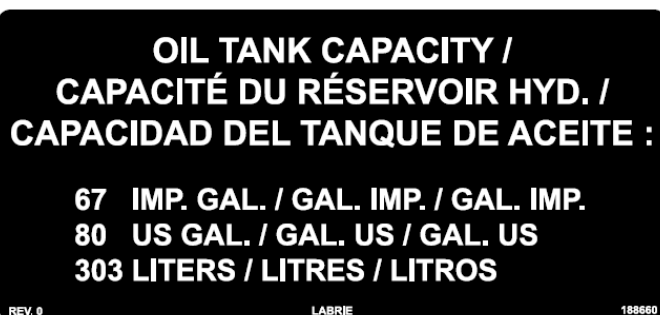 OIL TANK CAPACITY /
CAPACITÉ DU RÉSERVOIR HYD. /
CAPACIDAD DEL TANQUE DE ACEITE :
67 IMP. GAL. / GAL. IMP. / GAL. IMP.
80 US GAL. / GAL. US / GAL. US
303 LITERS / LITRES / LITROS
REV. 0 LABRIE 188660